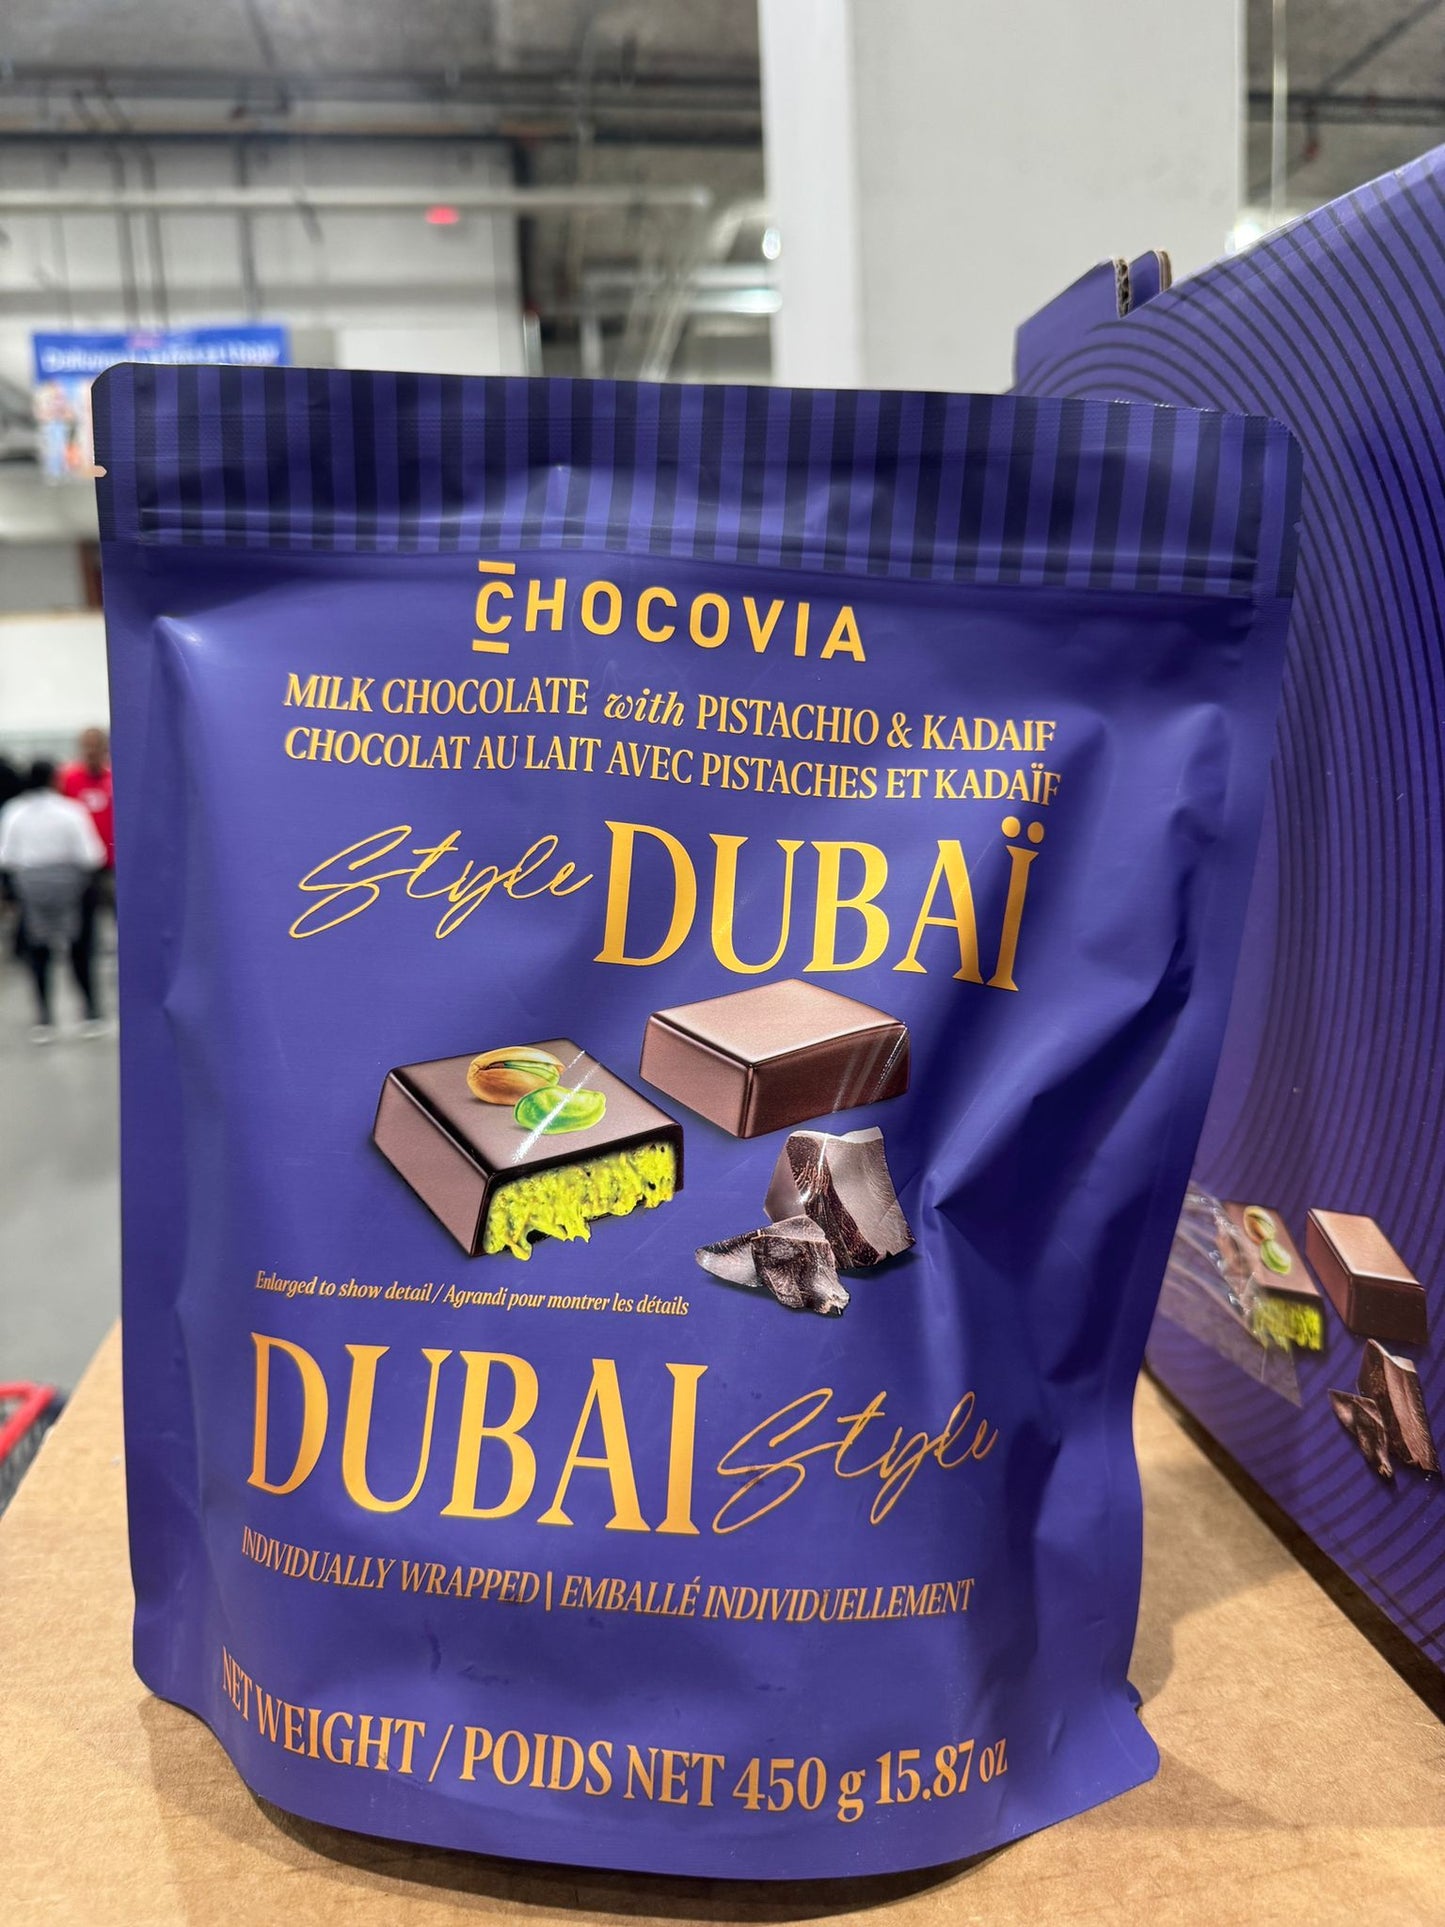 CHOCOVIA
MILK CHOCOLATE with PISTACHIO & KADAIF
CHOCOLAT AU LAIT AVEC PISTACHES ET KADAÏF
Style DUBAÏ
Enlarged to show detail / Agrandi pour montrer les détails
DUBAI Style
INDIVIDUALLY WRAPPED | EMBALLÉ INDIVIDUELLEMENT
NET WEIGHT / POIDS NET 450 g 15.87 oz